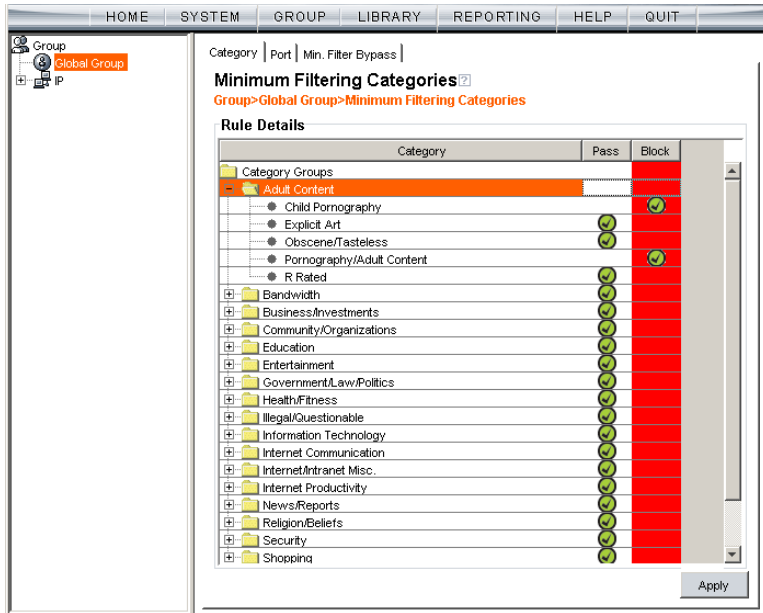 HOME SYSTEM GROUP LIBRARY REPORTING HELP QUIT
Group
Global Group
IP
Category Port Min. Filter Bypass
Minimum Filtering Categories?
Group>Global Group>Minimum Filtering Categories
Rule Details
Category Pass Block
Category Groups
Adult Content
Child Pornography
Explicit Art
Obscene/Tasteless
Pornography/Adult Content
R Rated
Bandwidth
Business/Investments
Community/Organizations
Education
Entertainment
Government/Law/Politics
Health/Fitness
Illegal/Questionable
Information Technology
Internet Communication
Internet/Intranet Misc.
Internet Productivity
News/Reports
Religion/Beliefs
Security
Shopping
Apply